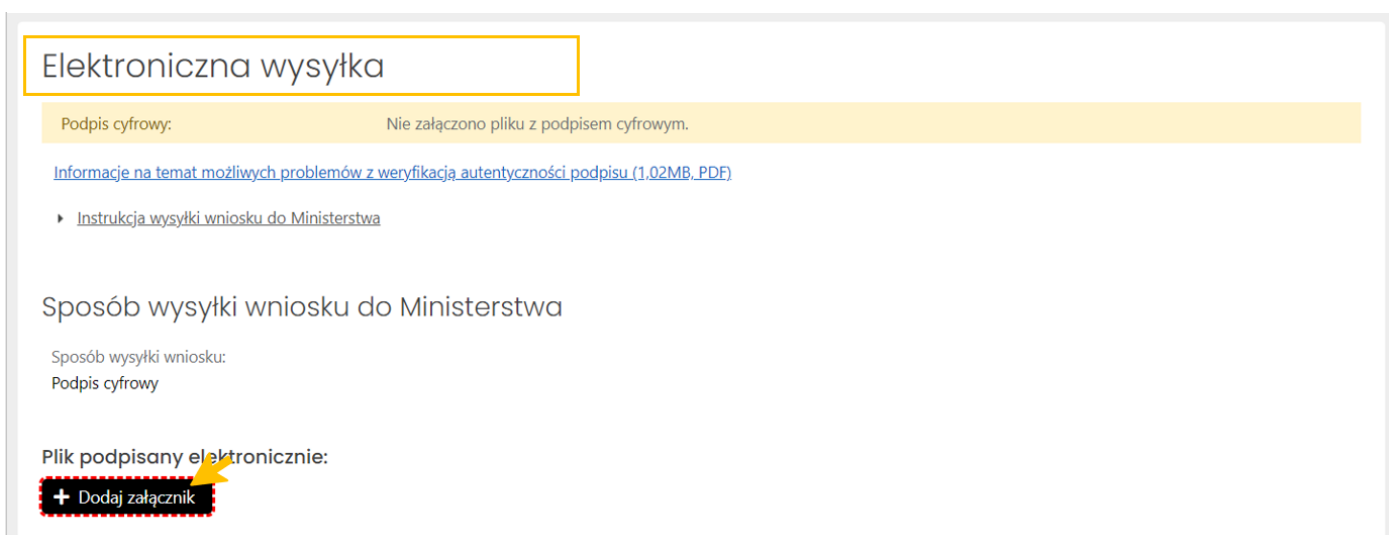 Elektroniczna wysyłka
Podpis cyfrowy: Nie załączono pliku z podpisem cyfrowym.
Informacje na temat możliwych problemów z weryfikacją autentyczności podpisu (1,02MB, PDF)
Instrukcja wysyłki wniosku do Ministerstwa
Sposób wysyłki wniosku do Ministerstwa
Sposób wysyłki wniosku:
Podpis cyfrowy
Plik podpisany elektronicznie:
+ Dodaj załącznik